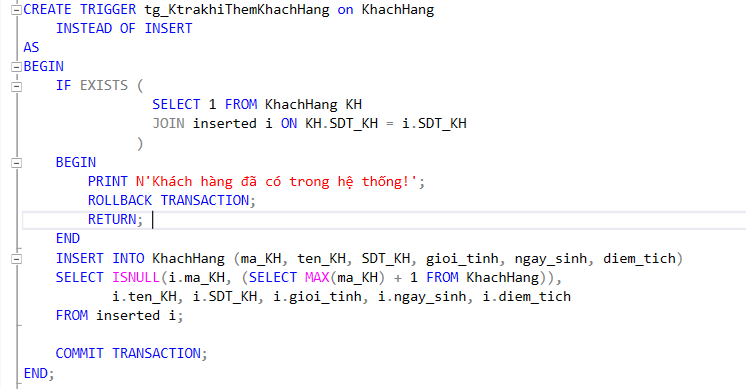 CREATE TRIGGER tg_KtrakhiThemKhachHang on KhachHang
INSTEAD OF INSERT
AS
BEGIN
IF EXISTS (
SELECT 1 FROM KhachHang KH
JOIN inserted i ON KH.SDT_KH = i.SDT_KH
)
BEGIN
PRINT N'Khách hàng đã có trong hệ thống!';
ROLLBACK TRANSACTION;
RETURN;
END
INSERT INTO KhachHang (ma_KH, ten_KH, SDT_KH, gioi_tinh, ngay_sinh, diem_tich)
SELECT ISNULL(i.ma_KH, (SELECT MAX(ma_KH) + 1 FROM KhachHang)),
i.ten_KH, i.SDT_KH, i.gioi_tinh, i.ngay_sinh, i.diem_tich
FROM inserted i;
COMMIT TRANSACTION;
END;